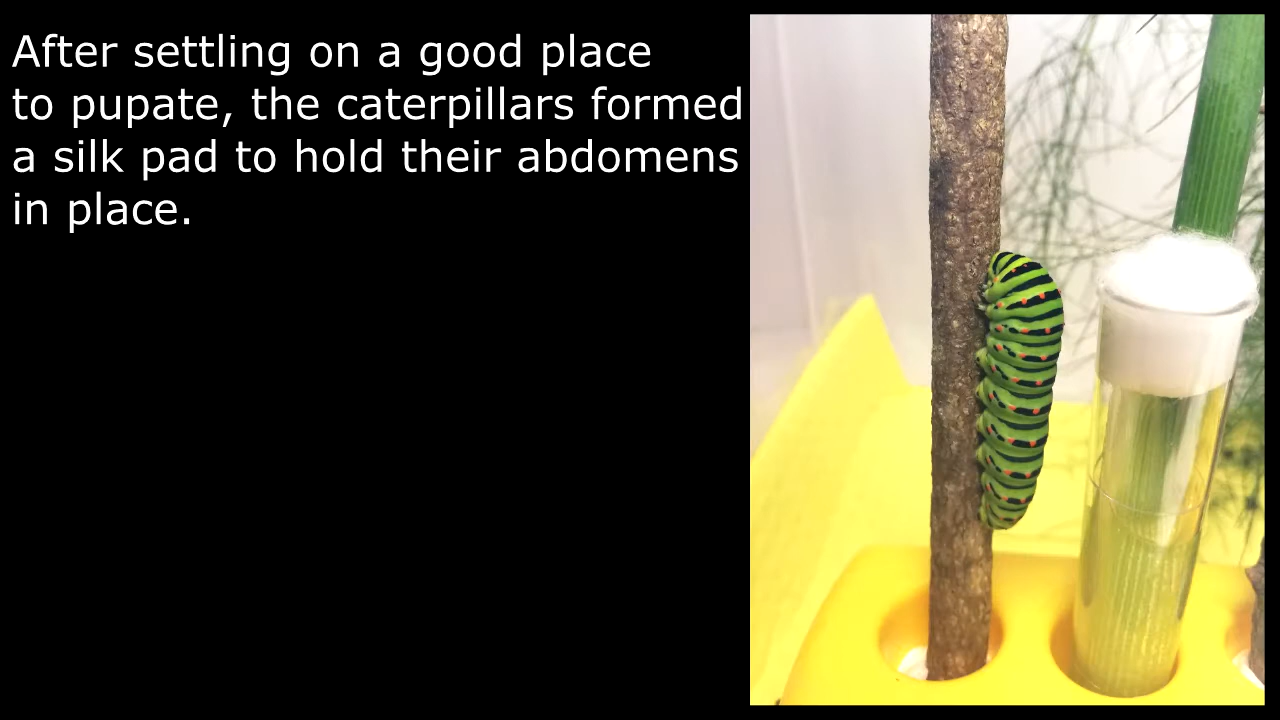 After settling on a good place
to pupate, the caterpillars formed
a silk pad to hold their abdomens
in place.